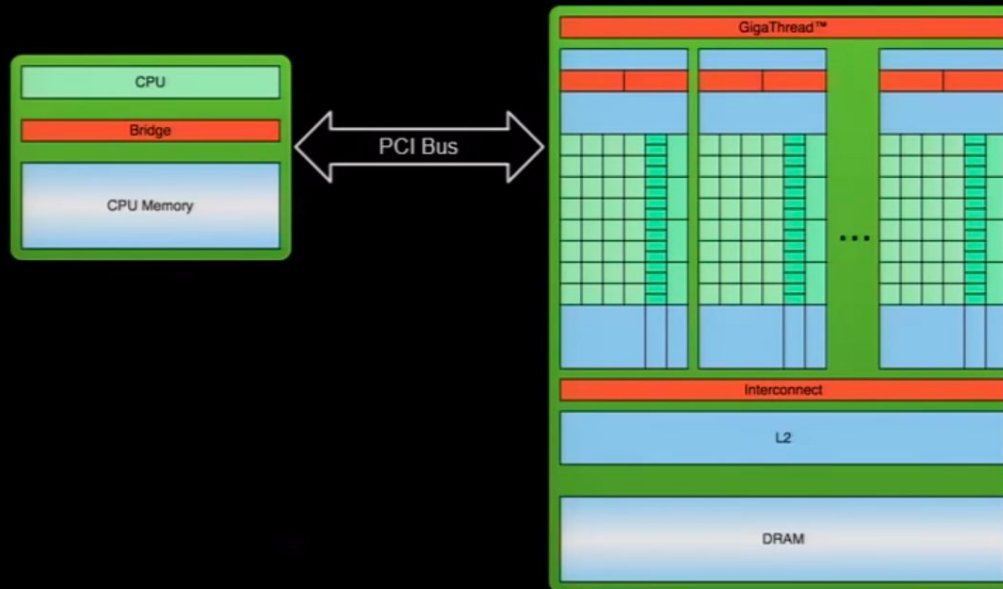 GigaThread™
CPU
Bridge
CPU Memory
PCI Bus
...
Interconnect
L2
DRAM